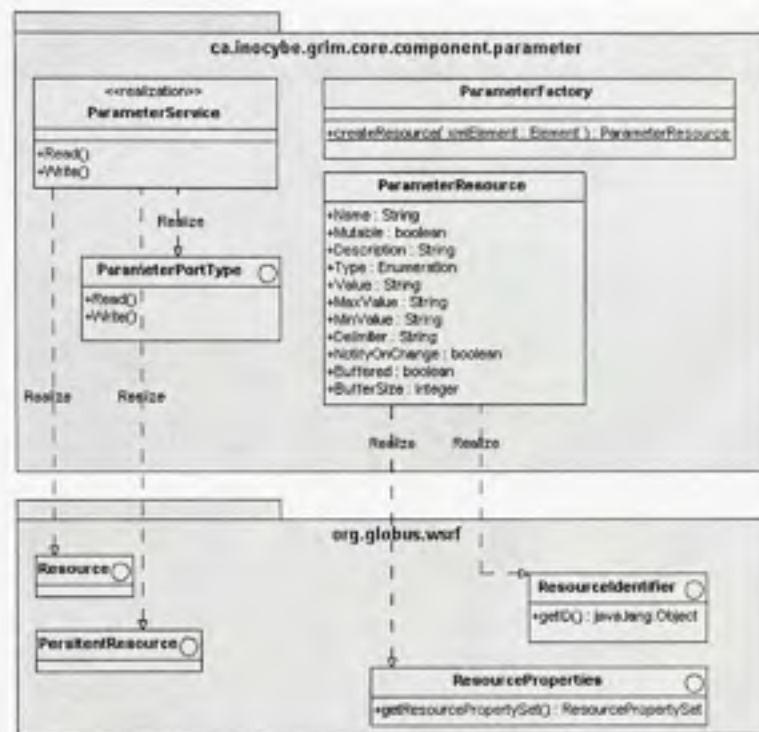 ca.inocybe.grim.core.component.parameter
<<realization>>
ParameterService
+Read()
+Write()
ParameterFactory
+createResource( xmlElement : Element ) : ParameterResource
Realize
ParameterPortType
+Read()
+Write()
ParameterResource
+Name : String
+Mutable : boolean
+Description : String
+Type : Enumeration
+Value : String
+MaxValue : String
+MinValue : String
+Delimiter : String
+NotifyOnChange : boolean
+Buffered : boolean
+BufferSize : integer
Realize
Realize
Realize
Realize
org.globus.wsrf
Resource
PersitentResource
ResourceIdentifier
+getID() : java.lang.Object
ResourceProperties
+getResourcePropertySet() : ResourcePropertySet